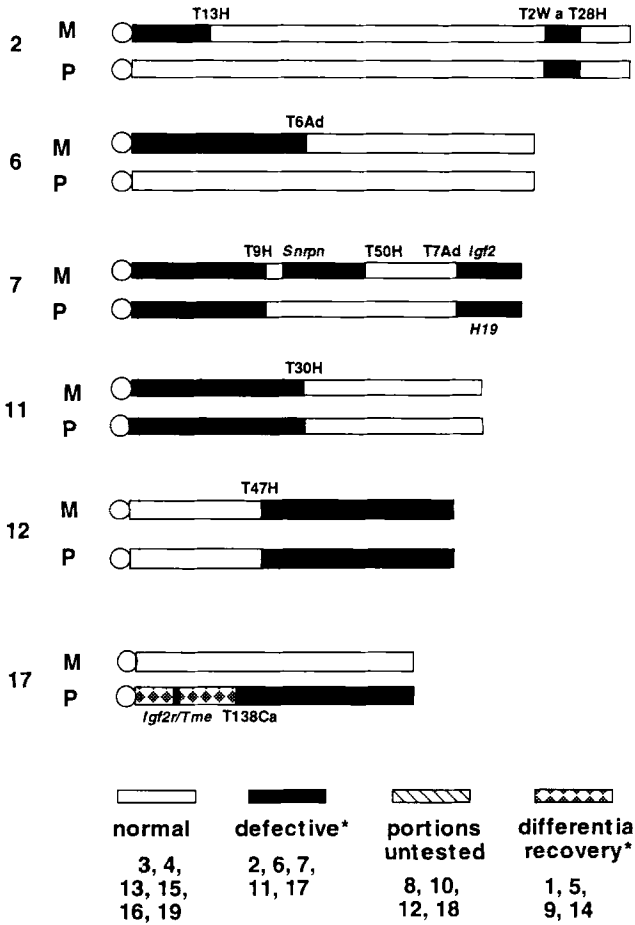 T13H T2W a T28H
2 M
P
T6Ad
6 M
P
T9H Snrpn T50H T7Ad Igf2
7 M
P
H19
T30H
11 M
P
T47H
12 M
P
17 M
P
Igf2r/Tme T138Ca
normal defective* portions untested differentia recovery*
3, 4, 13, 15, 16, 19
2, 6, 7, 11, 17
8, 10, 12, 18
1, 5, 9, 14